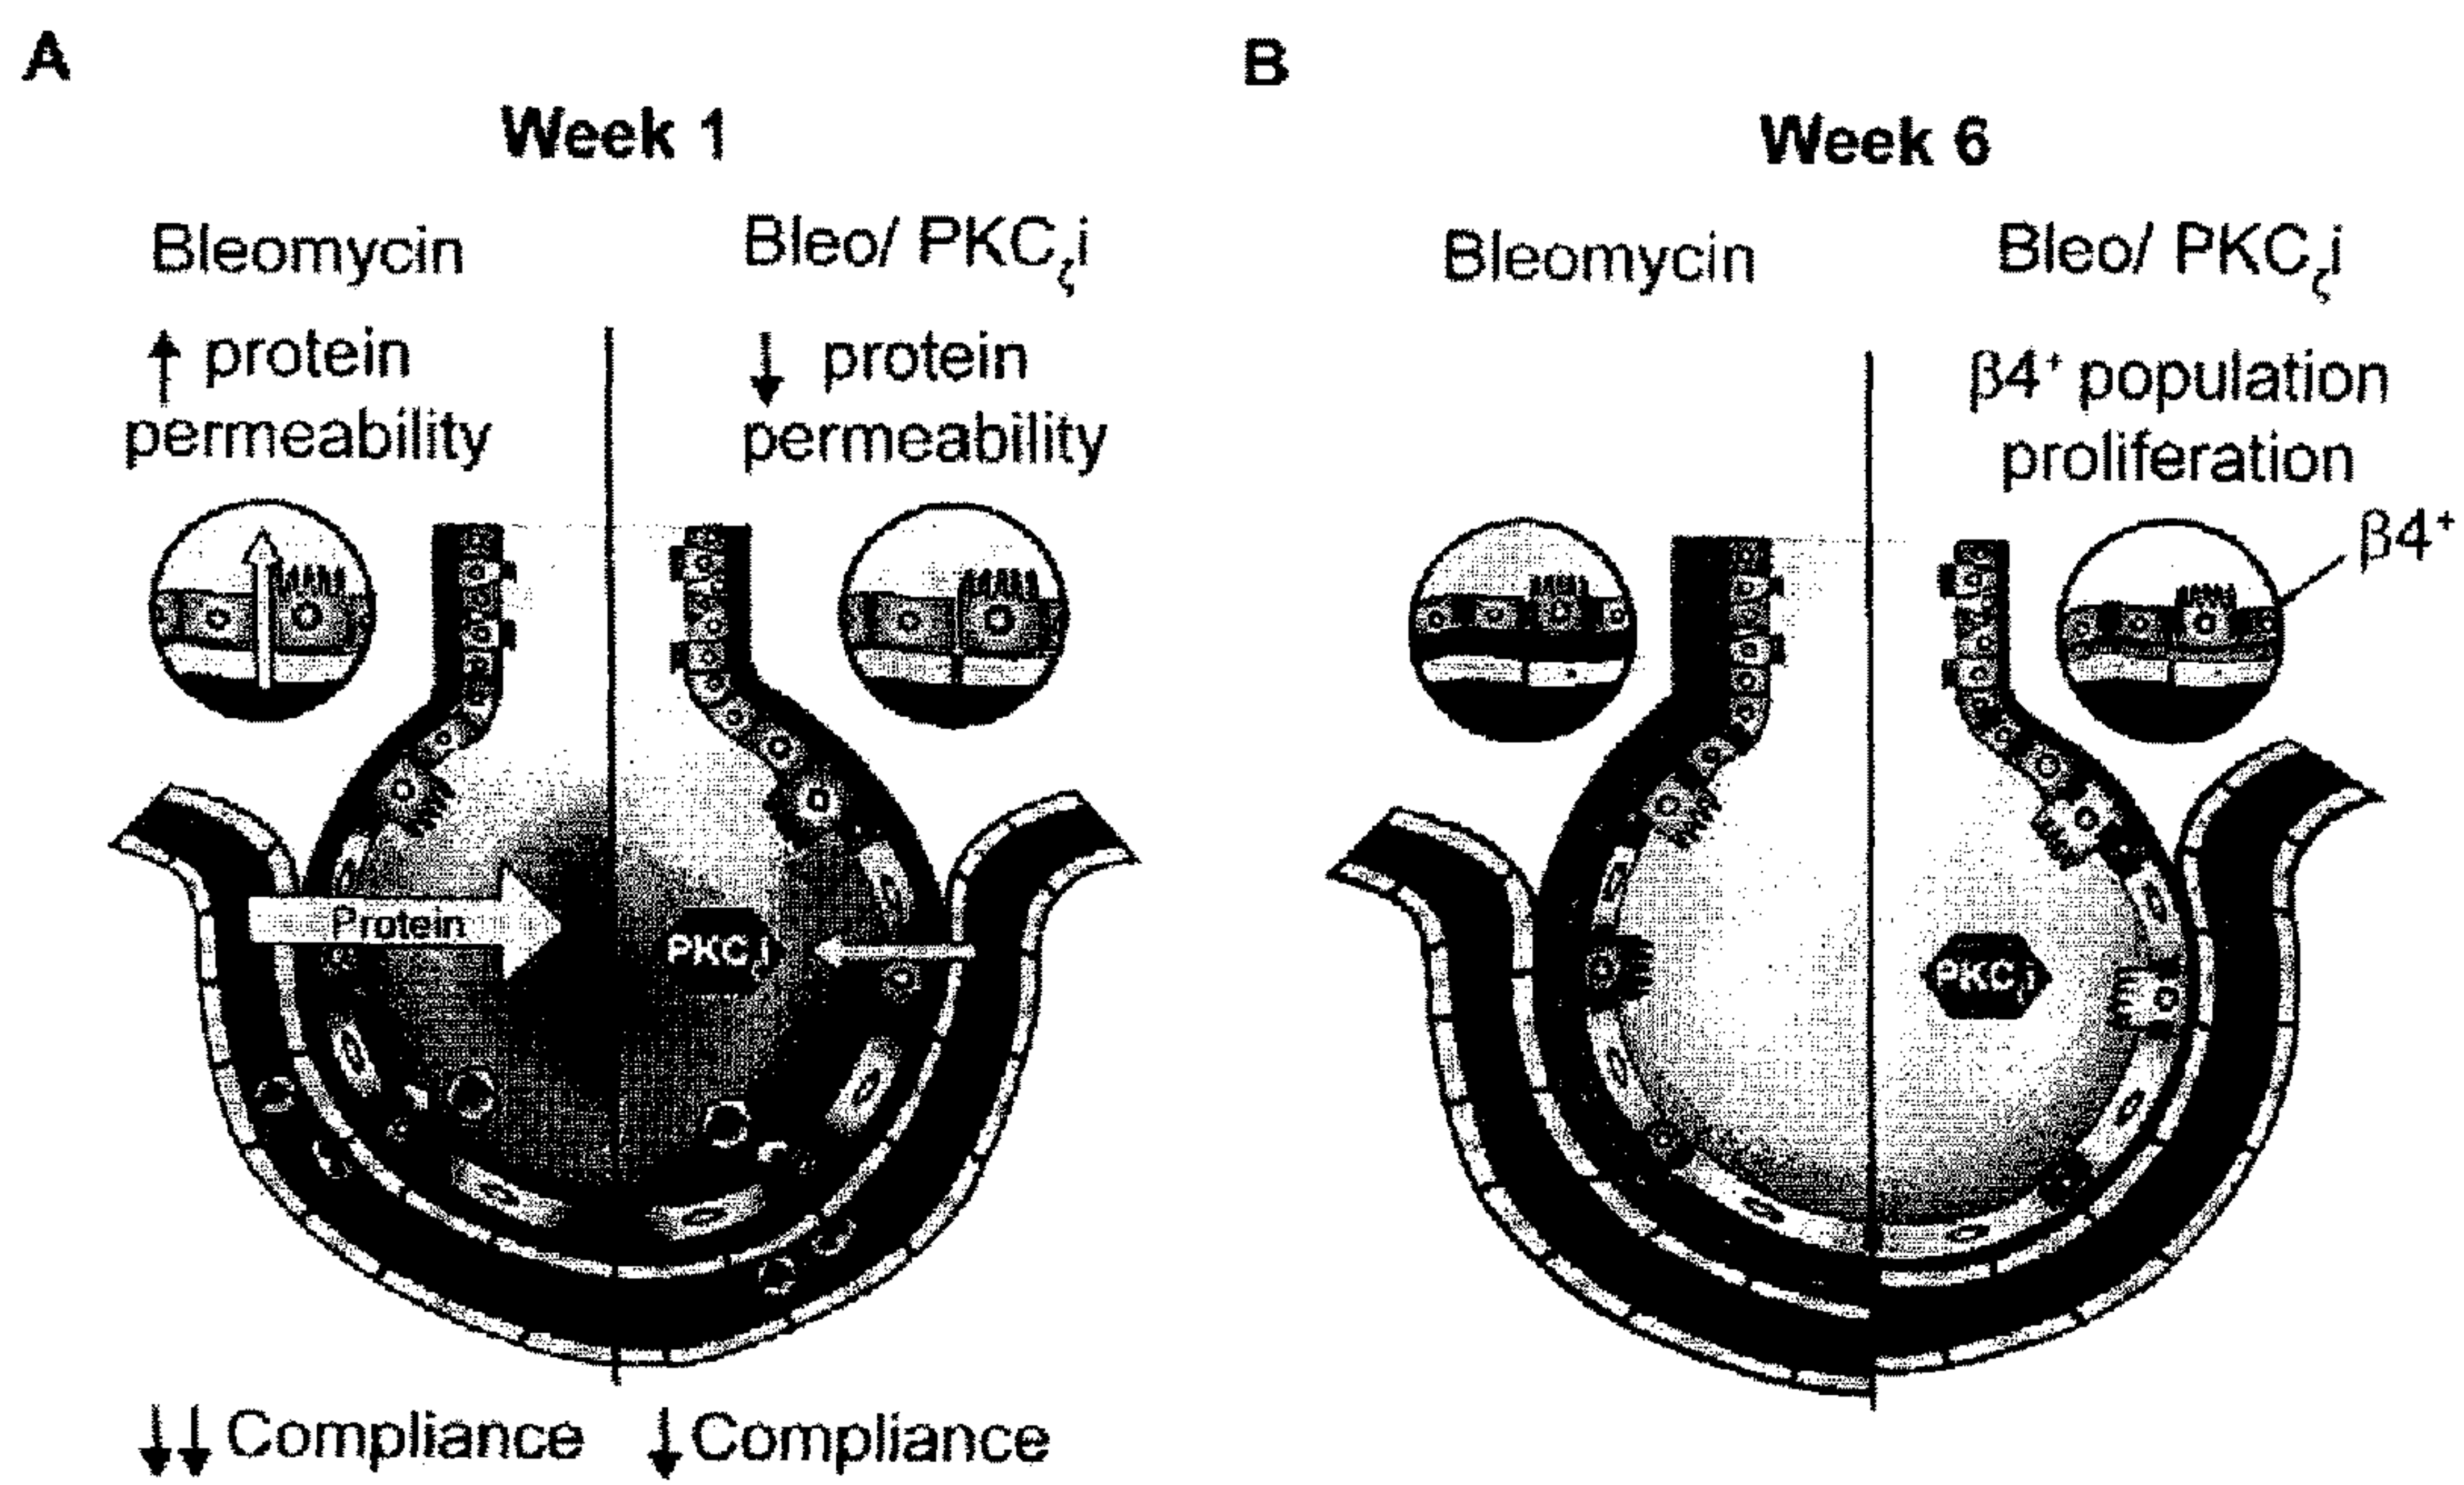 A
Week 1
Bleomycin
Bleo/ PKCζi
↑ protein
permeability
↓ protein
permeability
Protein
PKCζi
↓↓ Compliance
↓ Compliance
B
Week 6
Bleomycin
Bleo/ PKCζi
β4⁺ population
proliferation
β4⁺
PKCζi